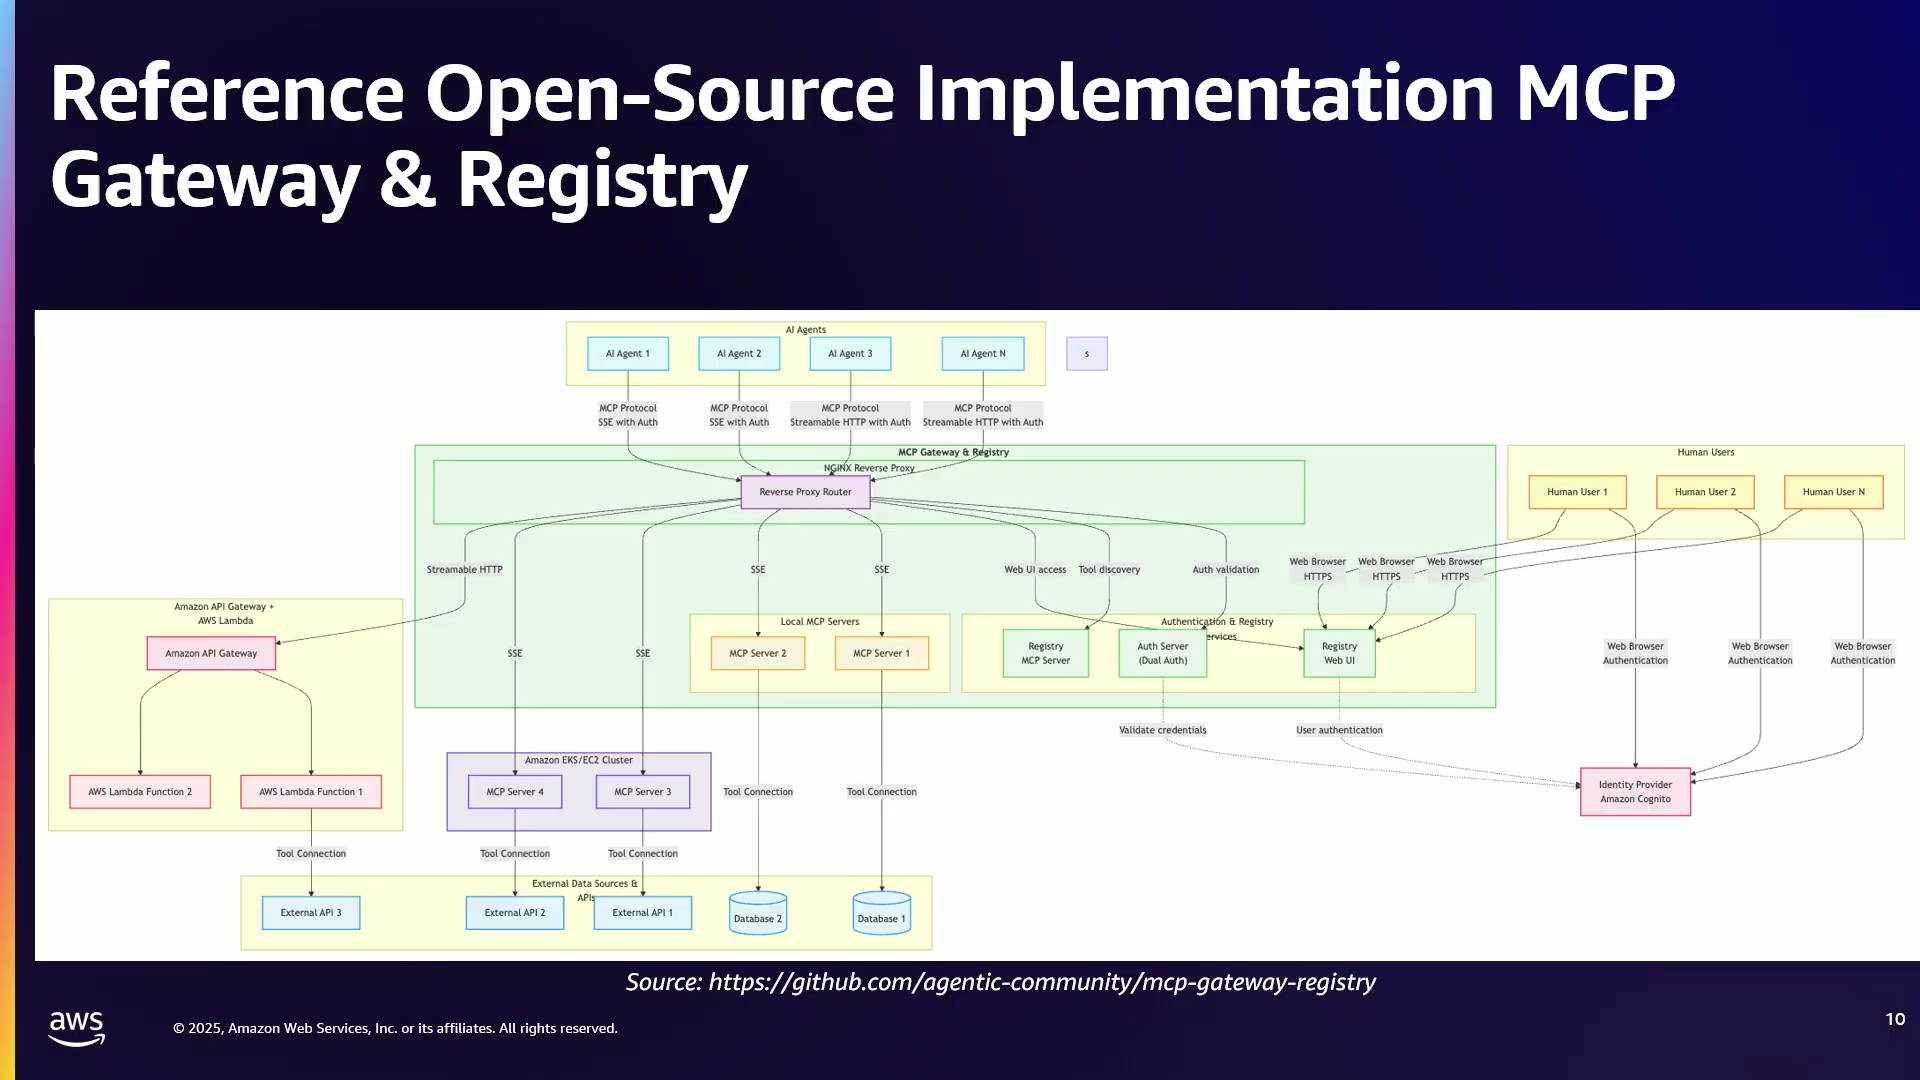 Reference Open-Source Implementation MCP
Gateway & Registry
AI Agents
AI Agent 1
AI Agent 2
AI Agent 3
AI Agent N
s
MCP Protocol
SSE with Auth
MCP Protocol
SSE with Auth
MCP Protocol
Streamable HTTP with Auth
MCP Protocol
Streamable HTTP with Auth
MCP Gateway & Registry
NGINX Reverse Proxy
Reverse Proxy Router
Human Users
Human User 1
Human User 2
Human User N
Streamable HTTP
SSE
SSE
Web UI access
Tool discovery
Auth validation
Web Browser
HTTPS
Web Browser
HTTPS
Web Browser
HTTPS
Amazon API Gateway +
AWS Lambda
Amazon API Gateway
SSE
SSE
Local MCP Servers
MCP Server 2
MCP Server 1
Authentication & Registry
ervices
Registry
MCP Server
Auth Server
(Dual Auth)
Registry
Web UI
Web Browser
Authentication
Web Browser
Authentication
Web Browser
Authentication
Validate credentials
User authentication
AWS Lambda Function 2
AWS Lambda Function 1
Amazon EKS/EC2 Cluster
MCP Server 4
MCP Server 3
Tool Connection
Tool Connection
Identity Provider
Amazon Cognito
Tool Connection
Tool Connection
Tool Connection
External Data Sources &
APIs
External API 3
External API 2
External API 1
Database 2
Database 1
Source: https://github.com/agentic-community/mcp-gateway-registry
aws
© 2025, Amazon Web Services, Inc. or its affiliates. All rights reserved.
10